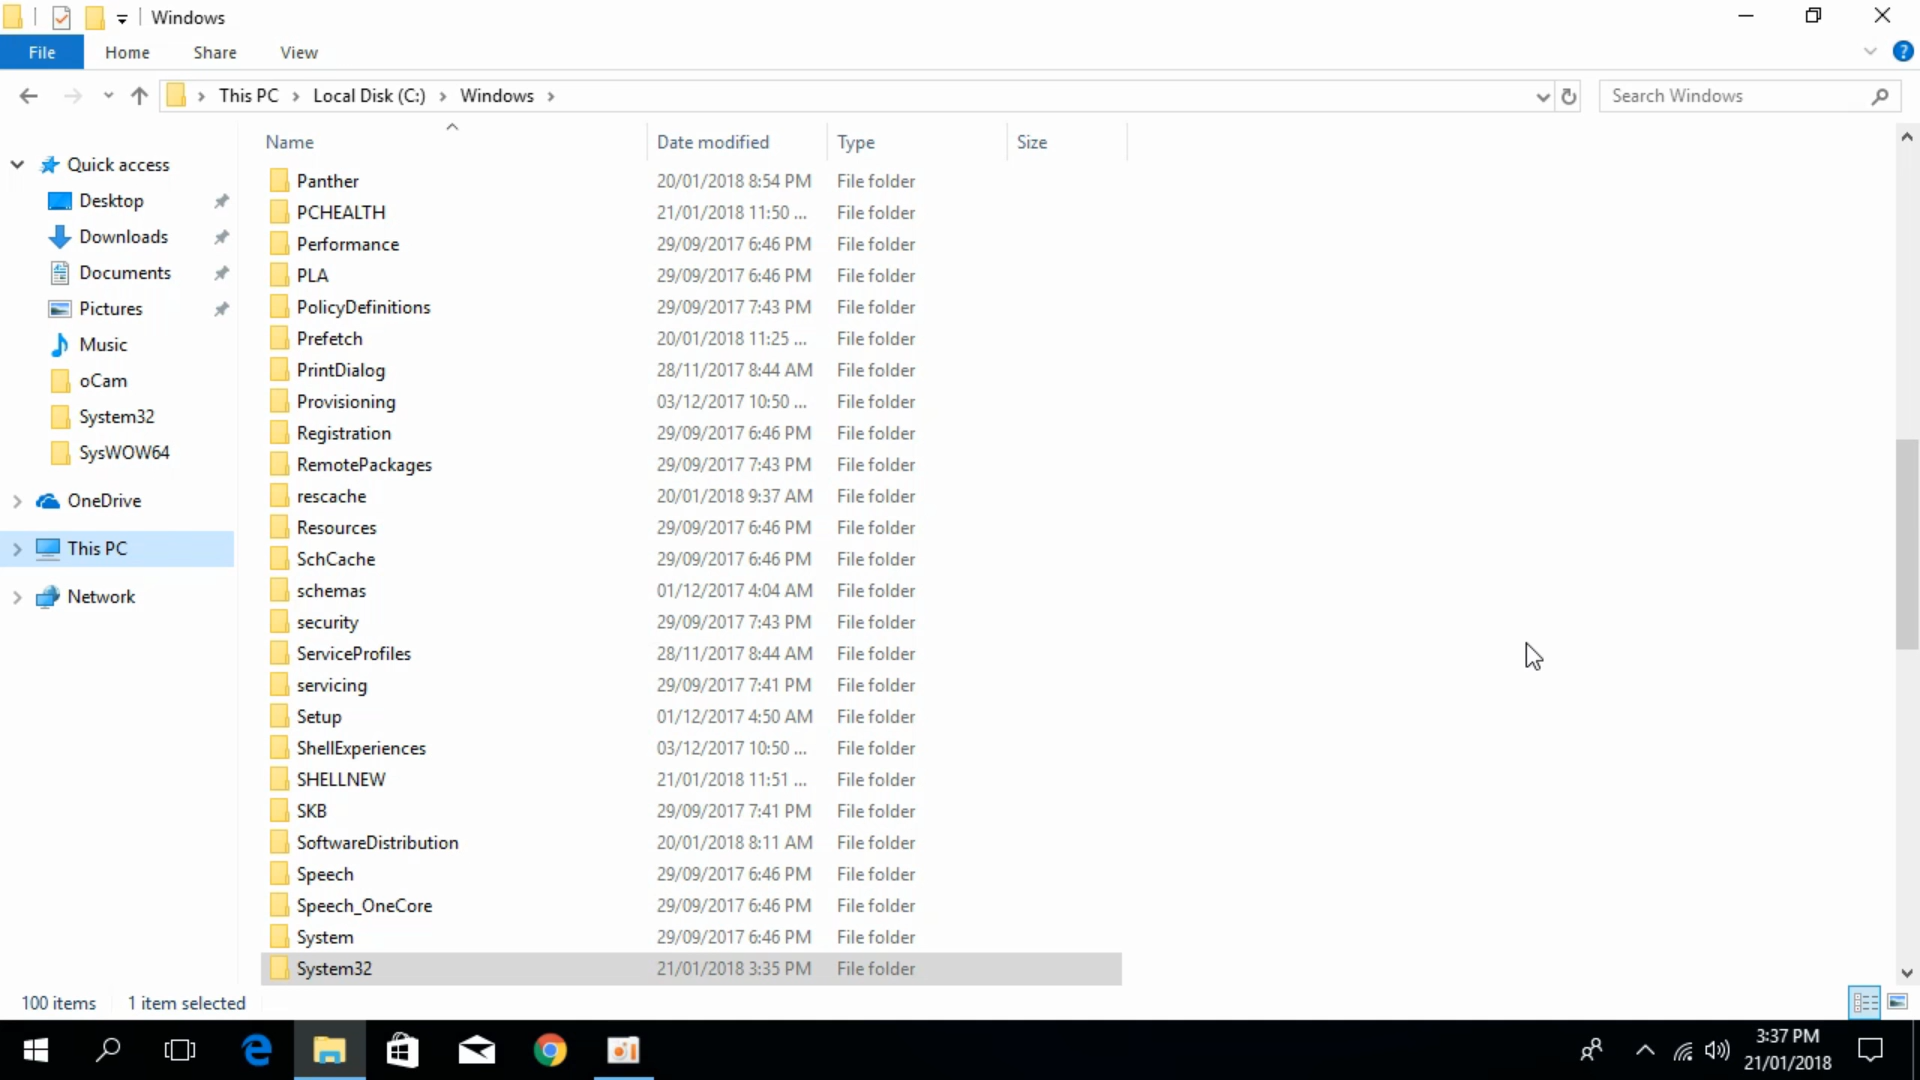 Windows
File Home Share View
This PC Local Disk (C:) Windows
Search Windows
Name Date modified Type Size
Quick access
Desktop
Downloads
Documents
Pictures
Music
oCam
System32
SysWOW64
OneDrive
This PC
Network
Panther 20/01/2018 8:54 PM File folder
PCHEALTH 21/01/2018 11:50 ... File folder
Performance 29/09/2017 6:46 PM File folder
PLA 29/09/2017 6:46 PM File folder
PolicyDefinitions 29/09/2017 7:43 PM File folder
Prefetch 20/01/2018 11:25 ... File folder
PrintDialog 28/11/2017 8:44 AM File folder
Provisioning 03/12/2017 10:50 ... File folder
Registration 29/09/2017 6:46 PM File folder
RemotePackages 29/09/2017 7:43 PM File folder
rescache 20/01/2018 9:37 AM File folder
Resources 29/09/2017 6:46 PM File folder
SchCache 29/09/2017 6:46 PM File folder
schemas 01/12/2017 4:04 AM File folder
security 29/09/2017 7:43 PM File folder
ServiceProfiles 28/11/2017 8:44 AM File folder
servicing 29/09/2017 7:41 PM File folder
Setup 01/12/2017 4:50 AM File folder
ShellExperiences 03/12/2017 10:50 ... File folder
SHELLNEW 21/01/2018 11:51 ... File folder
SKB 29/09/2017 7:41 PM File folder
SoftwareDistribution 20/01/2018 8:11 AM File folder
Speech 29/09/2017 6:46 PM File folder
Speech_OneCore 29/09/2017 6:46 PM File folder
System 29/09/2017 6:46 PM File folder
System32 21/01/2018 3:35 PM File folder
100 items 1 item selected
3:37 PM
21/01/2018